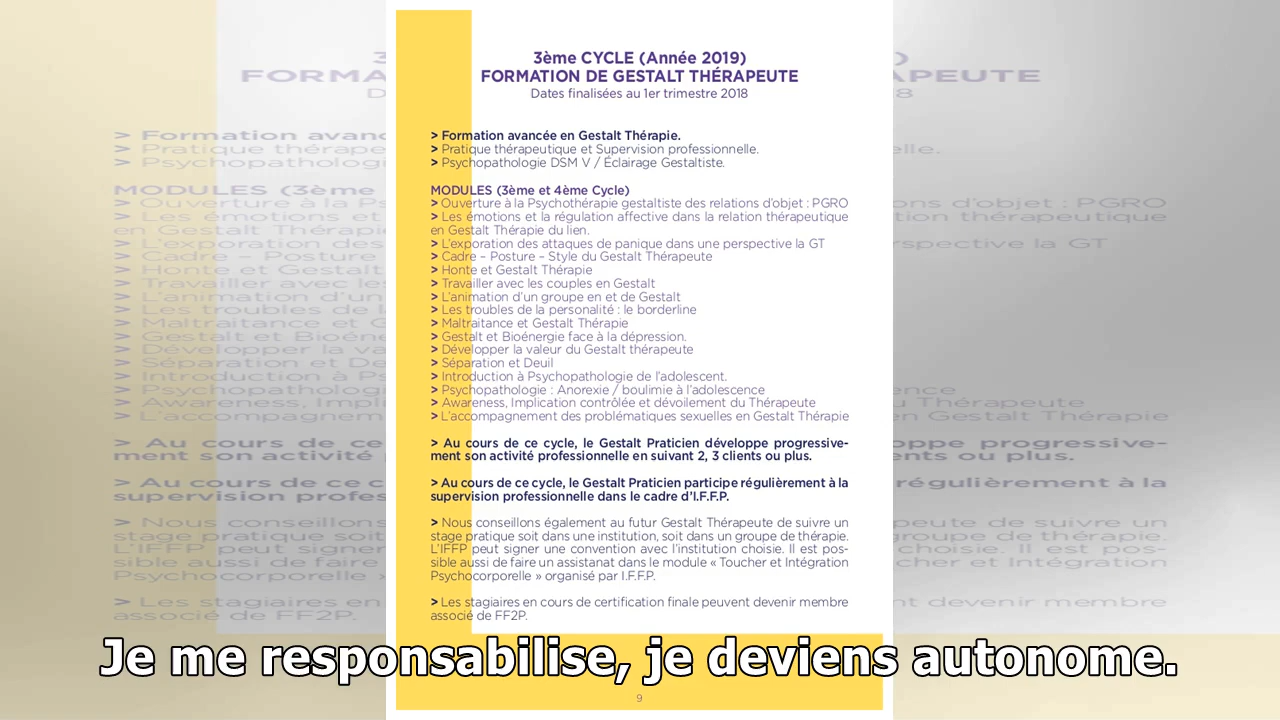 3ème CYCLE (Année 2019)
FORMATION DE GESTALT THÉRAPEUTE
Dates finalisées au 1er trimestre 2018
> Formation avancée en Gestalt Thérapie.
> Pratique thérapeutique et Supervision professionnelle.
> Psychopathologie DSM V / Éclairage Gestaltiste.
MODULES (3ème et 4ème Cycle)
> Ouverture à la Psychothérapie gestaltiste des relations d'objet : PGRO
> Les émotions et la régulation affective dans la relation thérapeutique
en Gestalt Thérapie du lien.
> L'exporation des attaques de panique dans une perspective la GT
> Cadre – Posture – Style du Gestalt Thérapeute
> Honte et Gestalt Thérapie
> Travailler avec les couples en Gestalt
> L'animation d'un groupe en et de Gestalt
> Les troubles de la personalité : le borderline
> Maltraitance et Gestalt Thérapie
> Gestalt et Bioénergie face à la dépression.
> Développer la valeur du Gestalt thérapeute
> Séparation et Deuil
> Introduction à Psychopathologie de l'adolescent.
> Psychopathologie : Anorexie / boulimie à l'adolescence
> Awareness, Implication contrôlée et dévoilement du Thérapeute
> L'accompagnement des problématiques sexuelles en Gestalt Thérapie
> Au cours de ce cycle, le Gestalt Praticien développe progressive-
ment son activité professionnelle en suivant 2, 3 clients ou plus.
> Au cours de ce cycle, le Gestalt Praticien participe régulièrement à la
supervision professionnelle dans le cadre d'I.F.F.P.
> Nous conseillons également au futur Gestalt Thérapeute de suivre un
stage pratique soit dans une institution, soit dans un groupe de thérapie.
L'IFFP peut signer une convention avec l'institution choisie. Il est pos-
sible aussi de faire un assistanat dans le module « Toucher et Intégration
Psychocorporelle » organisé par I.F.F.P.
> Les stagiaires en cours de certification finale peuvent devenir membre
associé de FF2P.
Je me responsabilise, je deviens autonome.
9